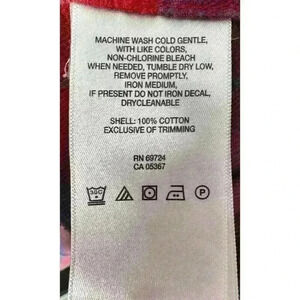 MACHINE WASH COLD GENTLE,
WITH LIKE COLORS,
NON-CHLORINE BLEACH
WHEN NEEDED, TUMBLE DRY LOW,
REMOVE PROMPTLY,
IRON MEDIUM,
IF PRESENT DO NOT IRON DECAL,
DRYCLEANABLE
SHELL: 100% COTTON
EXCLUSIVE OF TRIMMING
RN 69724
CA 05367
30C
P